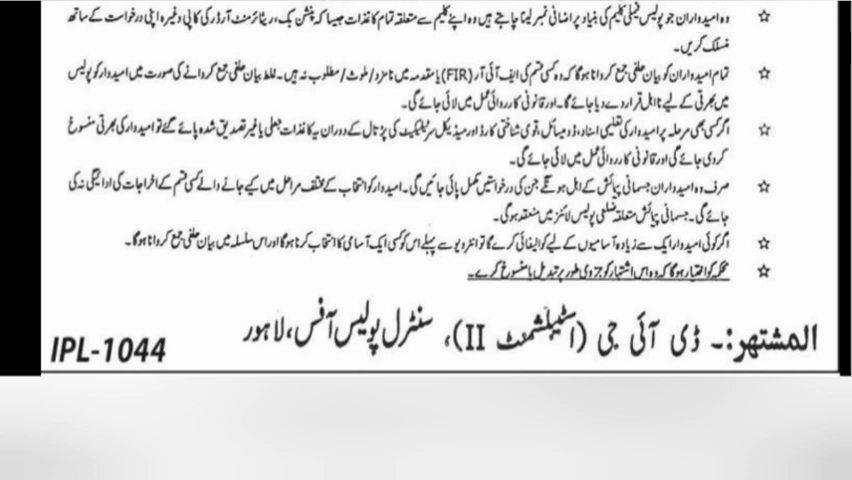 ☆ وہ امیدواران جو پولیس فیملی کلیم کی بنیاد پر اضافی نمبر لینا چاہتے ہیں وہ اپنے کلیم سے متعلقہ تمام کاغذات جیسا کہ پنشن بک، ریٹائرمنٹ آرڈر کی کاپی وغیرہ اپنی درخواست کے ساتھ
منسلک کریں۔
☆ تمام امیدواران کو بیان حلفی جمع کروانا ہوگا کہ وہ کسی قسم کی ایف آئی آر (FIR) یا مقدمہ میں نامزد/ملوث/مطلوب نہ ہیں۔ غلط بیان حلفی جمع کروانے کی صورت میں امیدوار کو پولیس
میں بھرتی کے لیے نااہل قرار دے دیا جائے گا۔ اور قانونی کارروائی عمل میں لائی جائے گی۔
☆ اگر کسی بھی مرحلہ پر امیدوار کی تعلیمی اسناد، ڈومیسائل، قومی شناختی کارڈ اور میڈیکل سرٹیفکیٹ کی پڑتال کے دوران یہ کاغذات جعلی یا غیر تصدیق شدہ پائے گئے تو امیدوار کی بھرتی منسوخ
کر دی جائے گی اور قانونی کارروائی عمل میں لائی جائے گی۔
☆ صرف وہ امیدواران جسمانی پیمائش کے اہل ہونگے جن کی درخواستیں مکمل پائی جائیں گی۔ امیدوار کو انتخاب کے مختلف مراحل میں کیے جانے والے کسی قسم کے اخراجات کی ادائیگی نہ کی
جائے گی۔ جسمانی پیمائش متعلقہ ضلعی پولیس لائنز میں منعقد ہوگی۔
☆ اگر کوئی امیدوار ایک سے زیادہ آسامیوں کے لیے کوالیفائی کرے گا تو انٹرویو سے پہلے اس کو کسی ایک آسامی کا انتخاب کرنا ہوگا اور اس سلسلہ میں بیان حلفی جمع کروانا ہوگا۔
☆ محکمہ کو اختیار ہوگا کہ وہ اس اشتہار کو جزوی طور پر تبدیل یا منسوخ کرے۔
المشتہر:۔ ڈی آئی جی (اسٹیبلشمنٹ II)، سنٹرل پولیس آفس، لاہور
IPL-1044